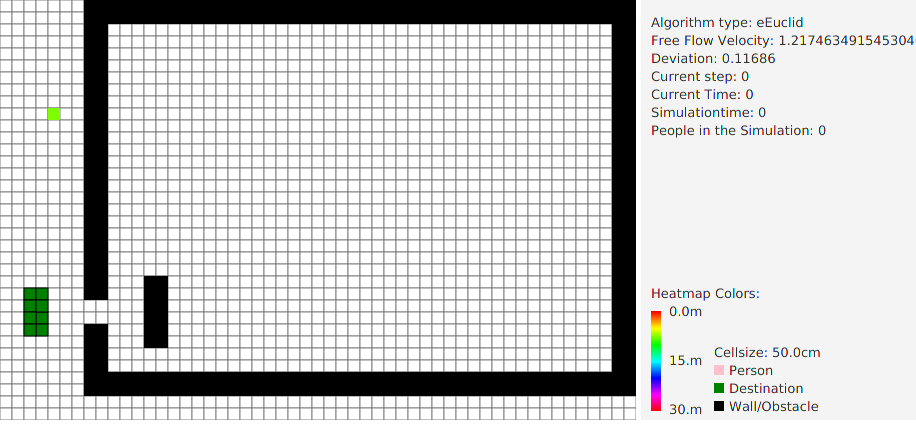 Algorithm type: eEuclid
Free Flow Velocity: 1.217463491545304
Deviation: 0.11686
Current step: 0
Current Time: 0
Simulationtime: 0
People in the Simulation: 0
Heatmap Colors:
0.0m
15.m
30.m
Cellsize: 50.0cm
Person
Destination
Wall/Obstacle